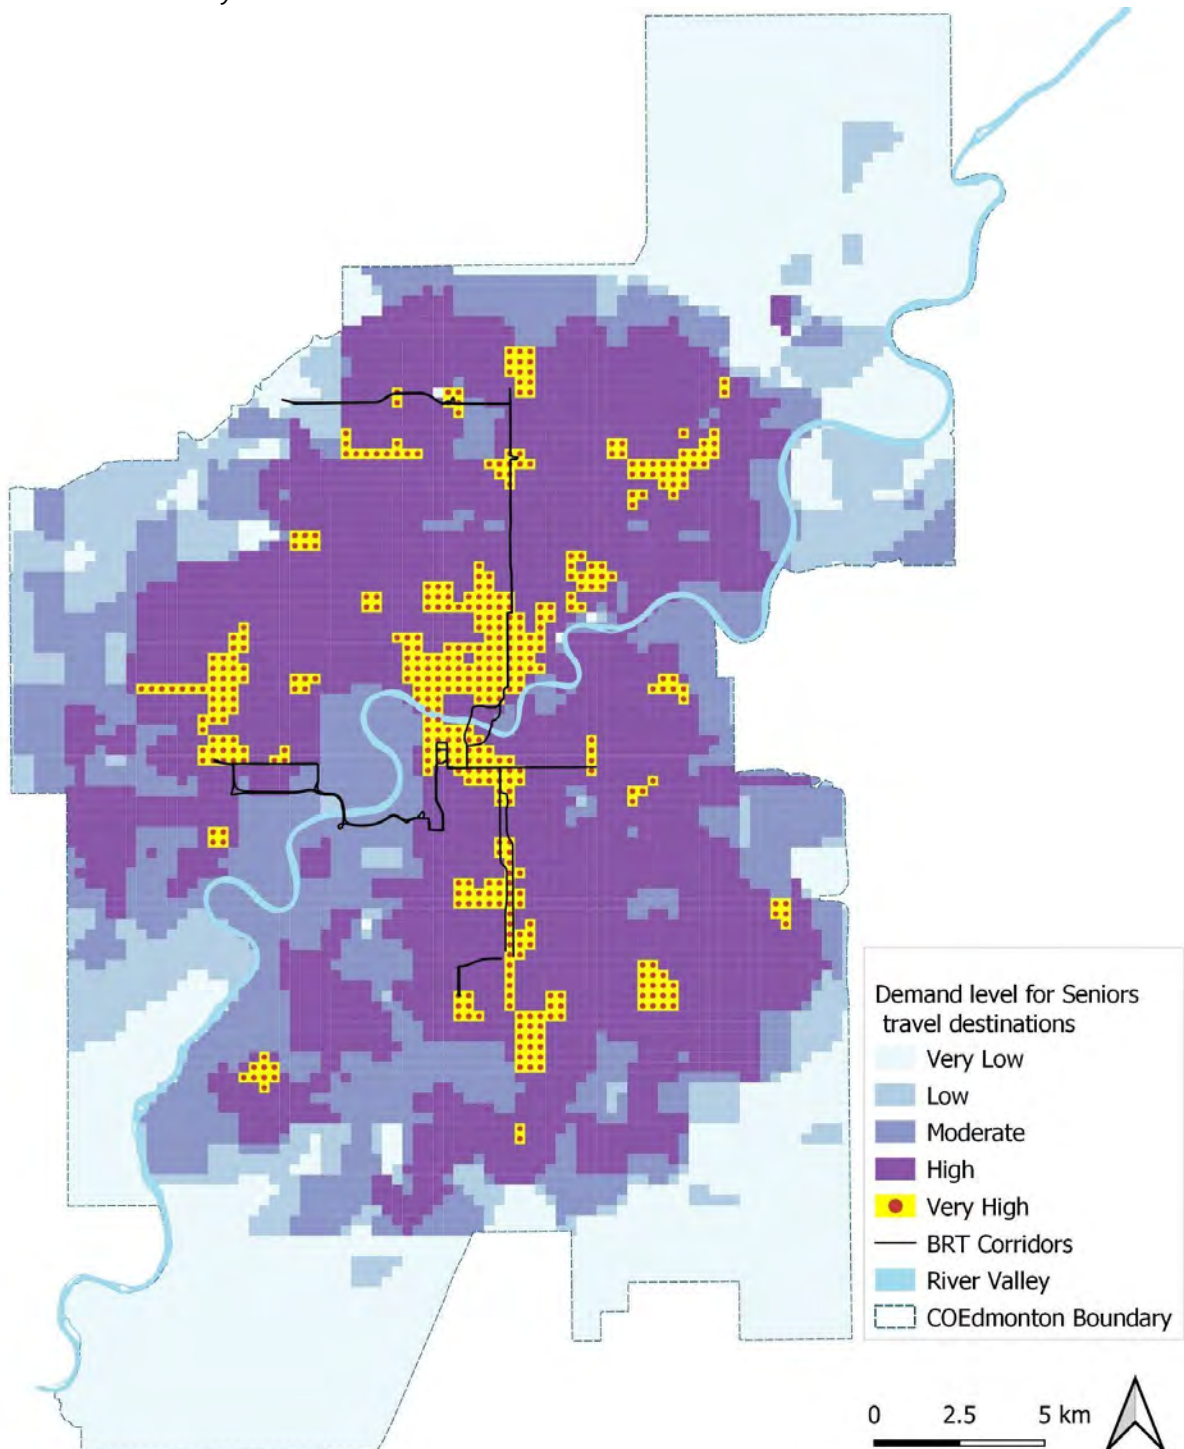 Demand level for Seniors
travel destinations
Very Low
Low
Moderate
High
Very High
BRT Corridors
River Valley
COEdmonton Boundary
0 2.5 5 km